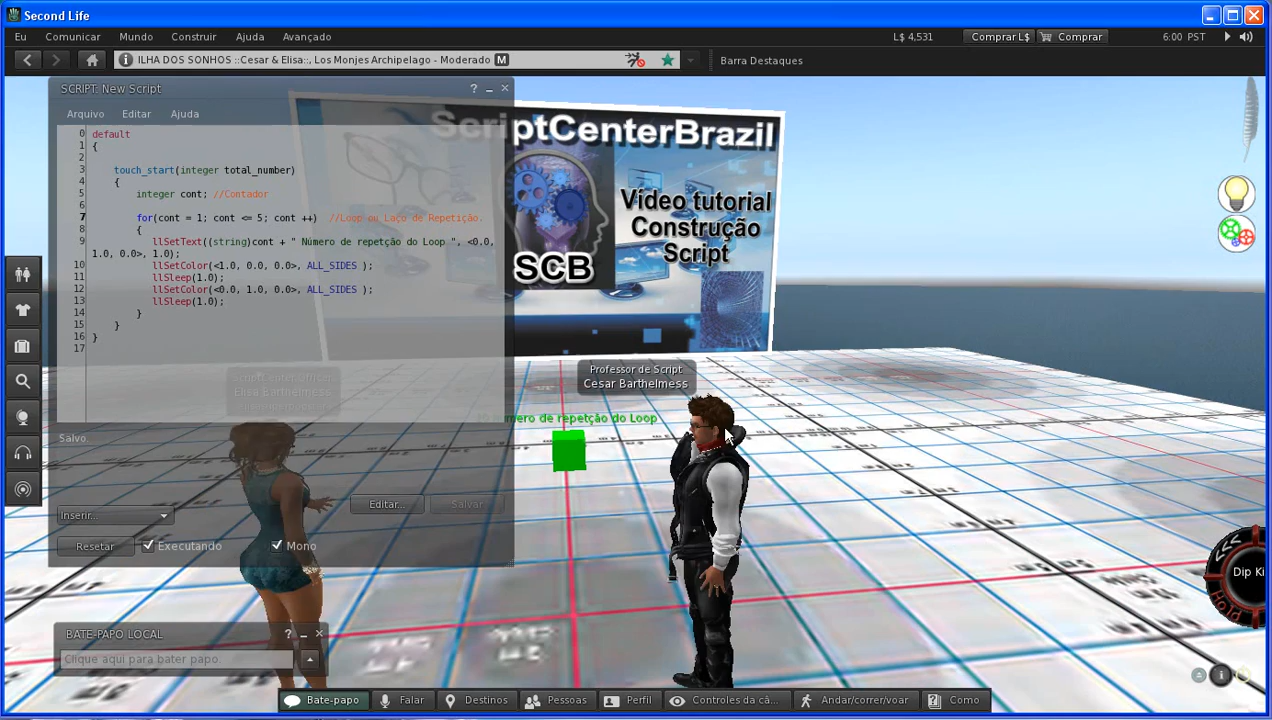 Second Life
Eu Comunicar Mundo Construir Ajuda Avançado L$ 4,531 Comprar L$ Comprar 6:00 PST
ILHA DOS SONHOS ::Cesar & Elisa::, Los Monjes Archipelago - Moderado M Barra Destaques
SCRIPT: New Script
Arquivo Editar Ajuda
0 default
1 {
2
3 touch_start(integer total_number)
4 {
5 integer cont; //Contador
6
7 for(cont = 1; cont <= 5; cont ++) //Loop ou Laço de Repetição.
8 {
9 llSetText((string)cont + " Número de repetção do Loop ", <0.0,
1.0, 0.0>, 1.0);
10 llSetColor(<1.0, 0.0, 0.0>, ALL_SIDES );
11 llSleep(1.0);
12 llSetColor(<0.0, 1.0, 0.0>, ALL_SIDES );
13 llSleep(1.0);
14 }
15 }
16 }
17
Salvo.
Editar... Salvar
Inserir...
Resetar Executando Mono
ScriptCenterBrazil
Vídeo tutorial
Construção
Script
SCB
Elisa Barthelmess
Professor de Script
Cesar Barthelmess
Número de repetção do Loop
Dip Ki
Hold
BATE-PAPO LOCAL
Clique aqui para bater papo.
Bate-papo Falar Destinos Pessoas Perfil Controles da câ... Andar/correr/voar Como